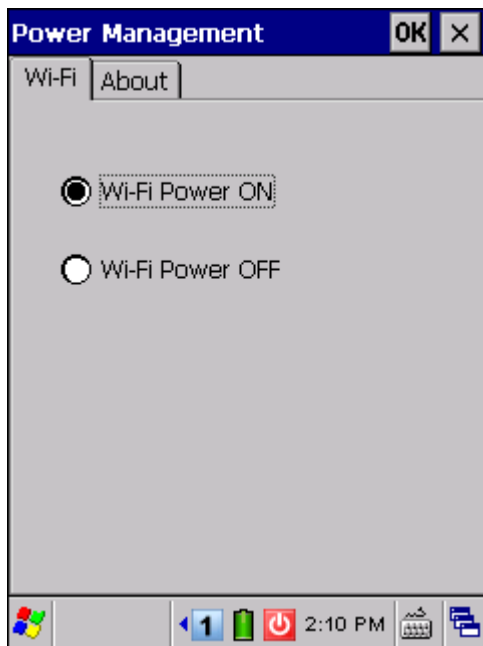 Power Management OK
Wi-Fi About
Wi-Fi Power ON
Wi-Fi Power OFF
1 2:10 PM